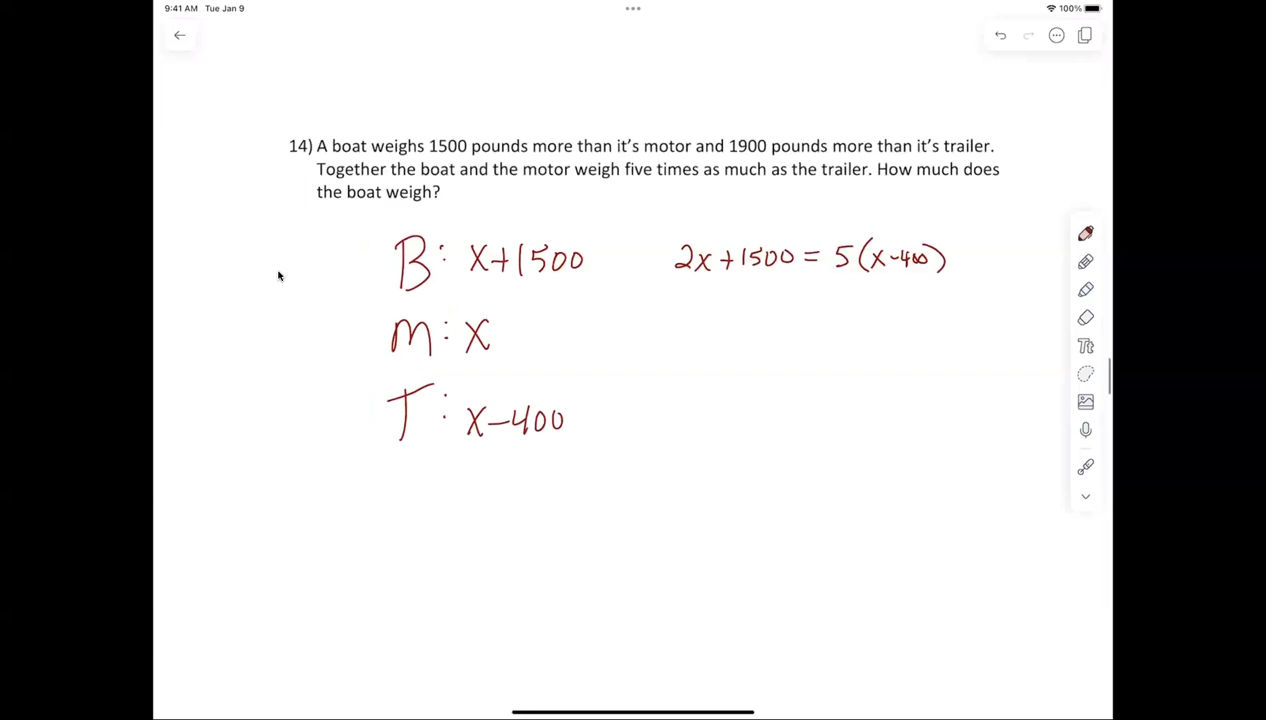 9:41 AM Tue Jan 9
100%
14) A boat weighs 1500 pounds more than it's motor and 1900 pounds more than it's trailer.
Together the boat and the motor weigh five times as much as the trailer. How much does
the boat weigh?
B: x+1500
2x+1500 = 5(x-400)
M: x
T: x-400
Tt